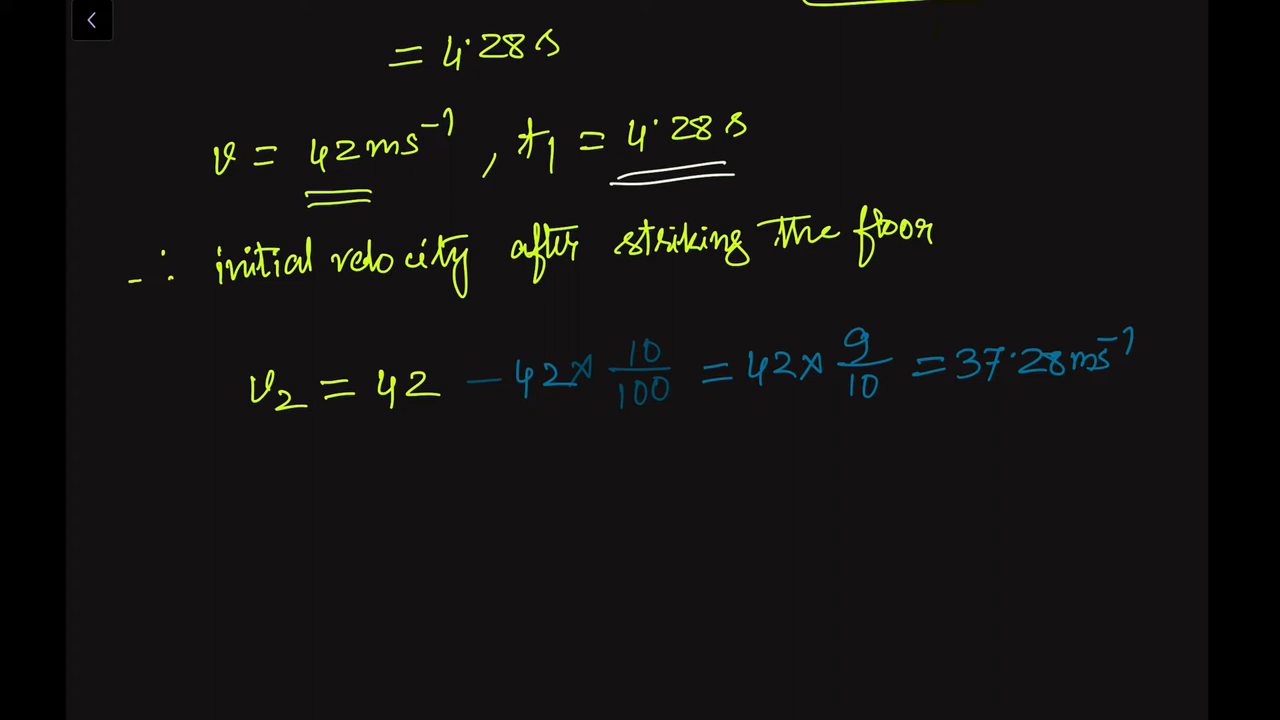 = 4.28 s
v = 42 ms⁻¹, t₁ = 4.28 s
∴ initial velocity after striking the floor
v₂ = 42 − 42 × 10/100 = 42 × 9/10 = 37.28 ms⁻¹